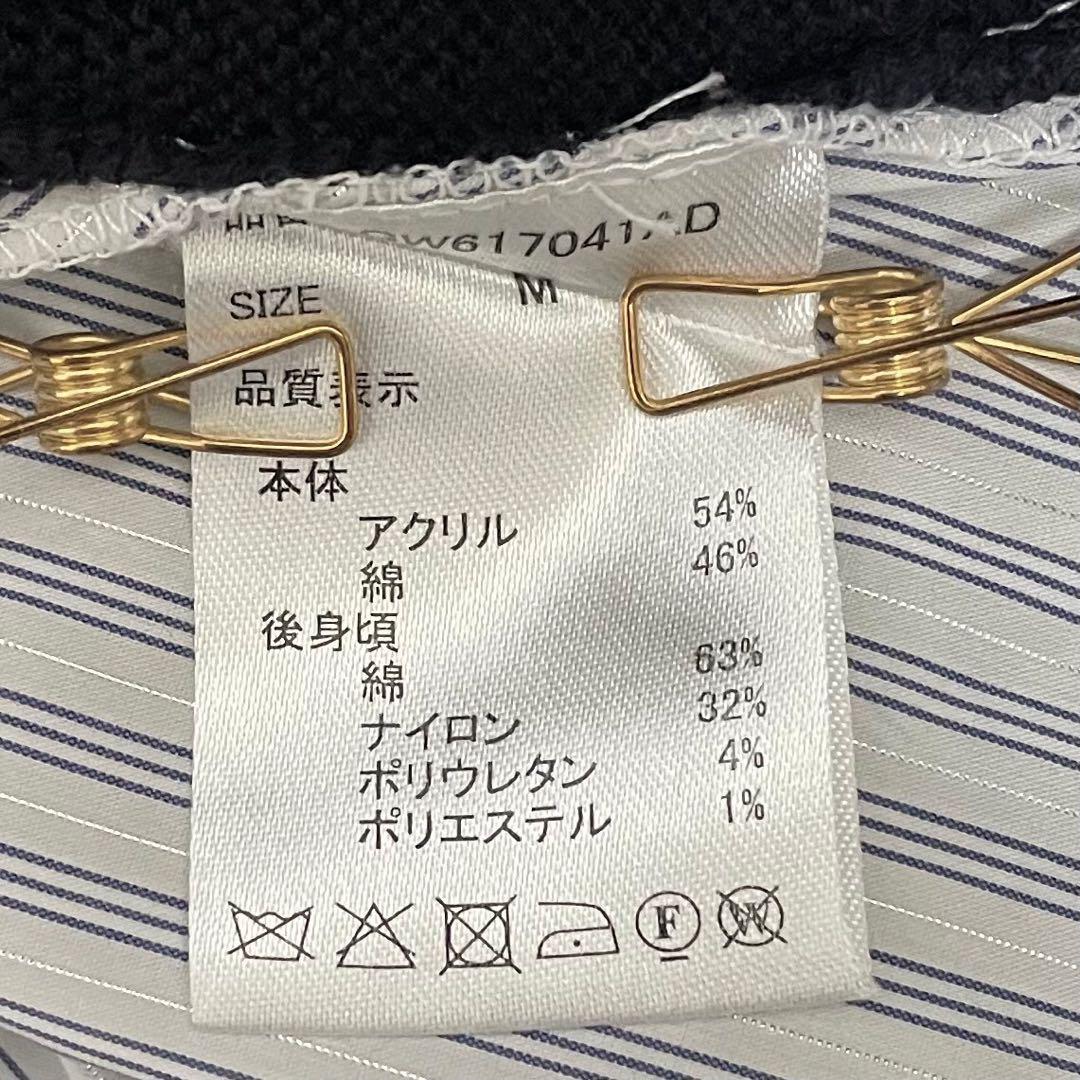 W617041AD
SIZE M
品質表示
本体
アクリル 54%
綿 46%
後身頃
綿 63%
ナイロン 32%
ポリウレタン 4%
ポリエステル 1%
F W